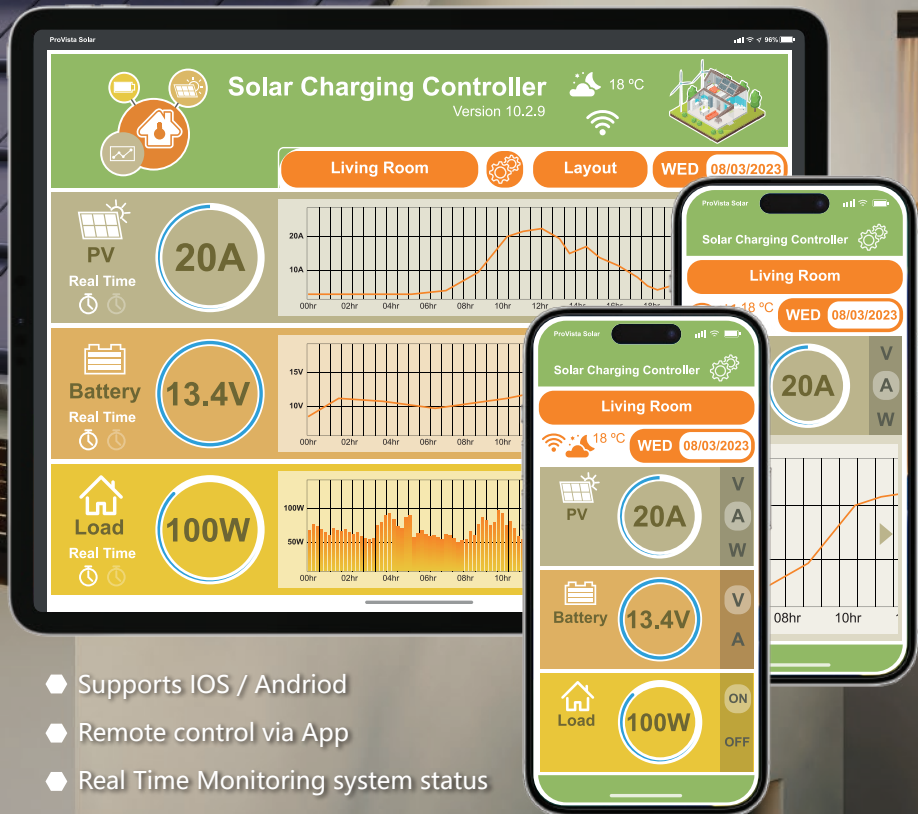 ProVista Solar
96%
Solar Charging Controller
Version 10.2.9
18 ºC
Living Room
Layout
WED 08/03/2023
PV
Real Time
20A
20A
10A
00hr 02hr 04hr 06hr 08hr 10hr 12hr 14hr 16hr 18hr
Battery
Real Time
13.4V
15V
10V
00hr 02hr 04hr 06hr 08hr 10hr
Load
Real Time
100W
100W
50W
00hr 02hr 04hr 06hr 08hr 10hr
ProVista Solar
Solar Charging Controller
Living Room
18 ºC
WED 08/03/2023
20A
V
A
W
08hr 10hr
ProVista Solar
Solar Charging Controller
Living Room
18 ºC
WED 08/03/2023
PV
20A
V
A
W
Battery
13.4V
V
A
Load
100W
ON
OFF
Supports IOS / Andriod
Remote control via App
Real Time Monitoring system status